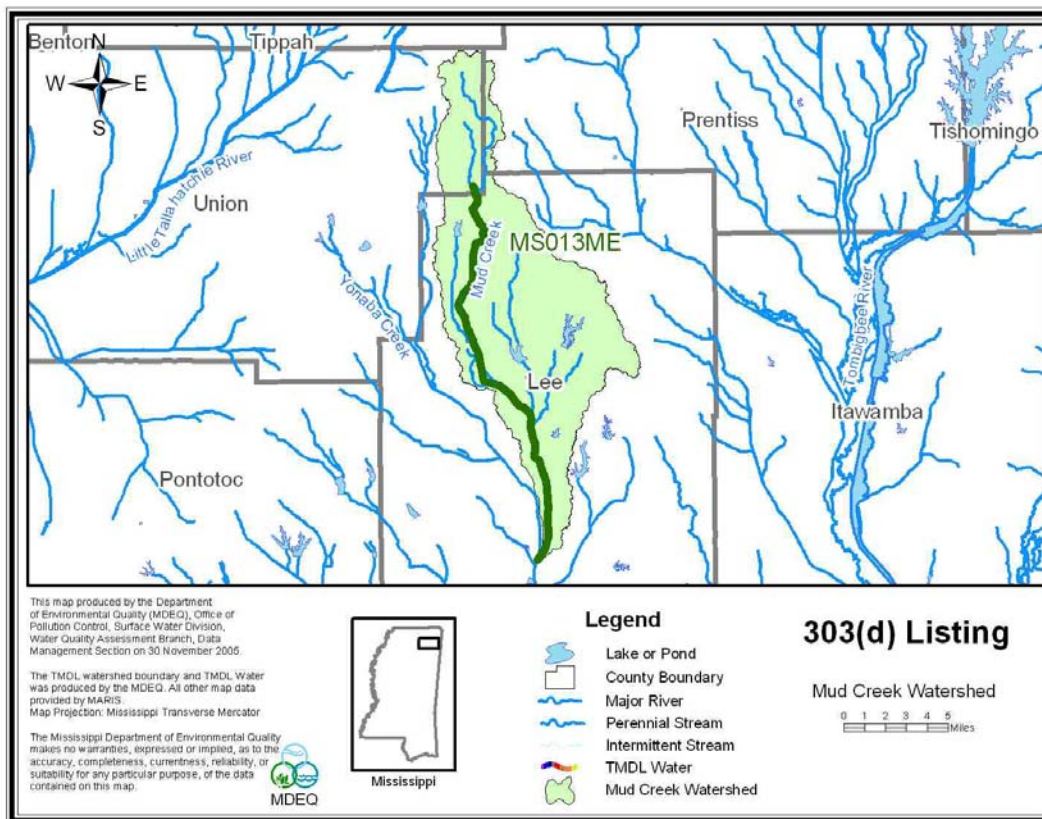 Benton
N
Tippah
W
E
S
Prentiss
Tishomingo
Little Tallahatchie River
Union
MS013ME
Mud Creek
Yonaba Creek
Tombigbee River
Lee
Itawamba
Pontotoc
This map produced by the Department
of Environmental Quality (MDEQ), Office of
Pollution Control, Surface Water Division,
Water Quality Assessment Branch, Data
Management Section on 30 November 2005.
The TMDL watershed boundary and TMDL Water
was produced by the MDEQ. All other map data
provided by MARIS.
Map Projection: Mississippi Transverse Mercator
The Mississippi Department of Environmental Quality
makes no warranties, expressed or implied, as to the
accuracy, completeness, currentness, reliability, or
suitability for any particular purpose, of the data
contained on this map.
MDEQ
Mississippi
Legend
Lake or Pond
County Boundary
Major River
Perennial Stream
Intermittent Stream
TMDL Water
Mud Creek Watershed
303(d) Listing
Mud Creek Watershed
0 1 2 3 4 5
Miles